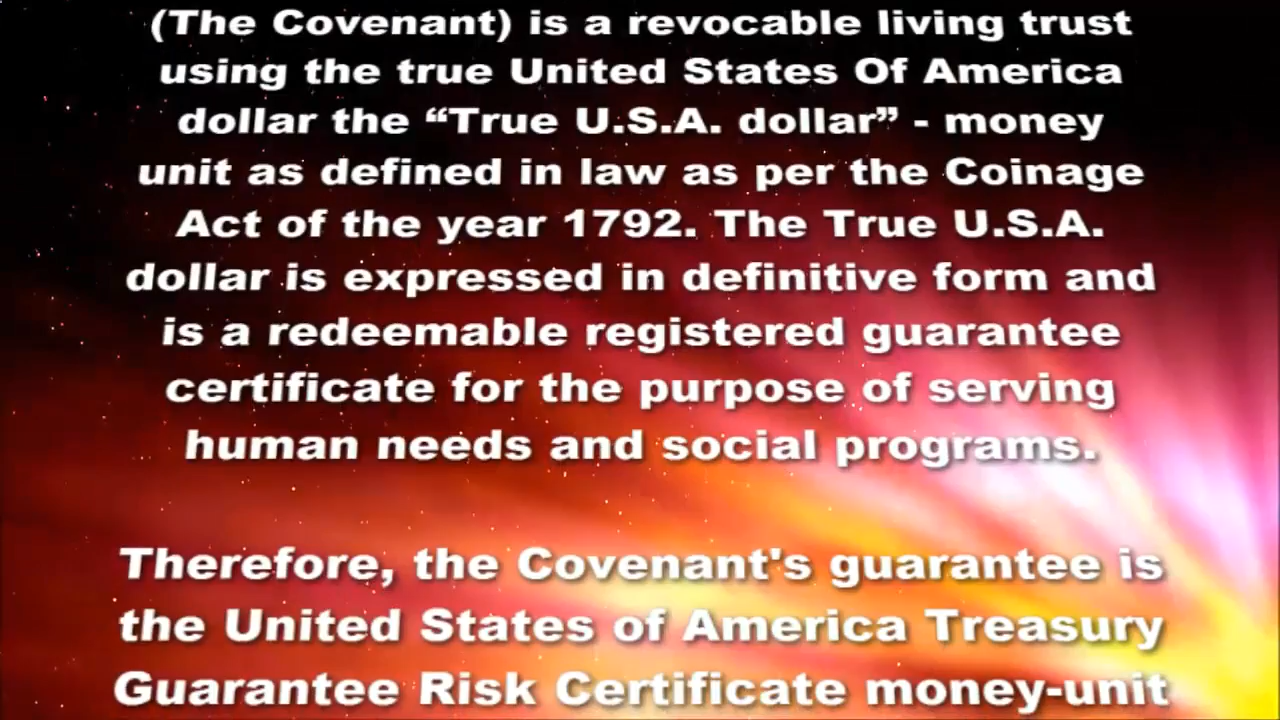 (The Covenant) is a revocable living trust
using the true United States Of America
dollar the “True U.S.A. dollar” - money
unit as defined in law as per the Coinage
Act of the year 1792. The True U.S.A.
dollar is expressed in definitive form and
is a redeemable registered guarantee
certificate for the purpose of serving
human needs and social programs.
Therefore, the Covenant's guarantee is
the United States of America Treasury
Guarantee Risk Certificate money-unit